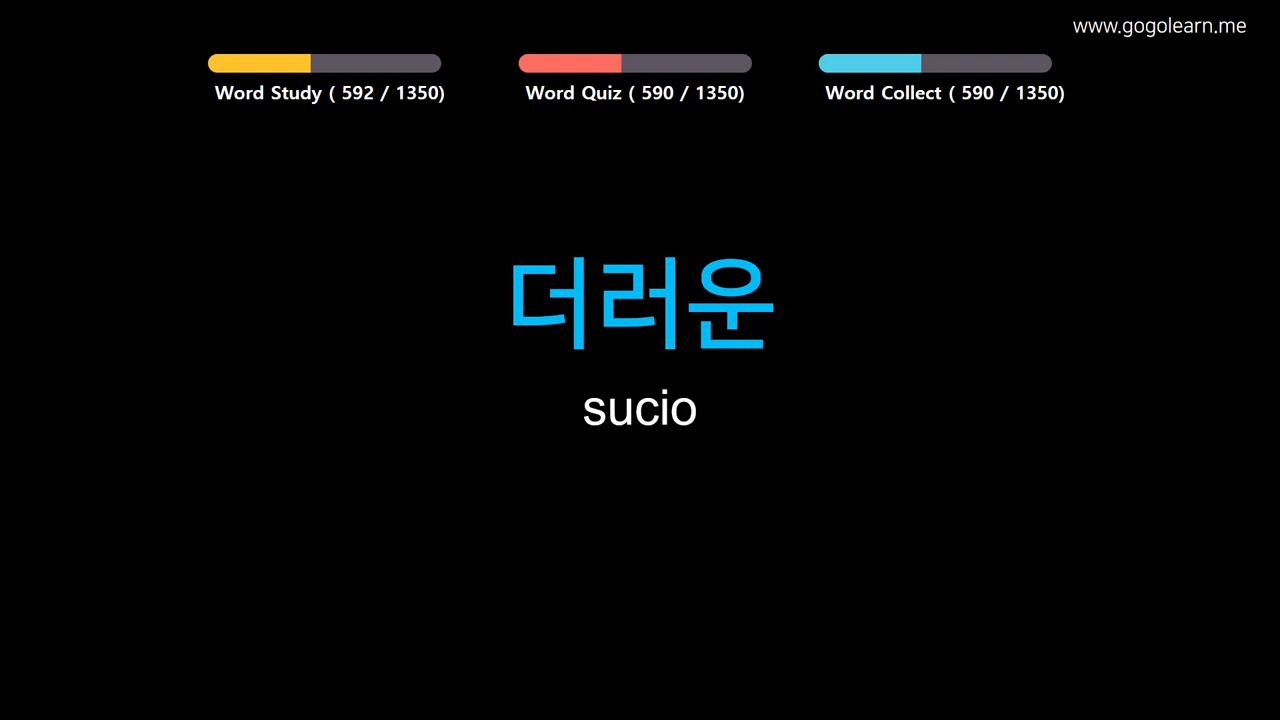 www.gogolearn.me
Word Study ( 592 / 1350)
Word Quiz ( 590 / 1350)
Word Collect ( 590 / 1350)
더러운
sucio